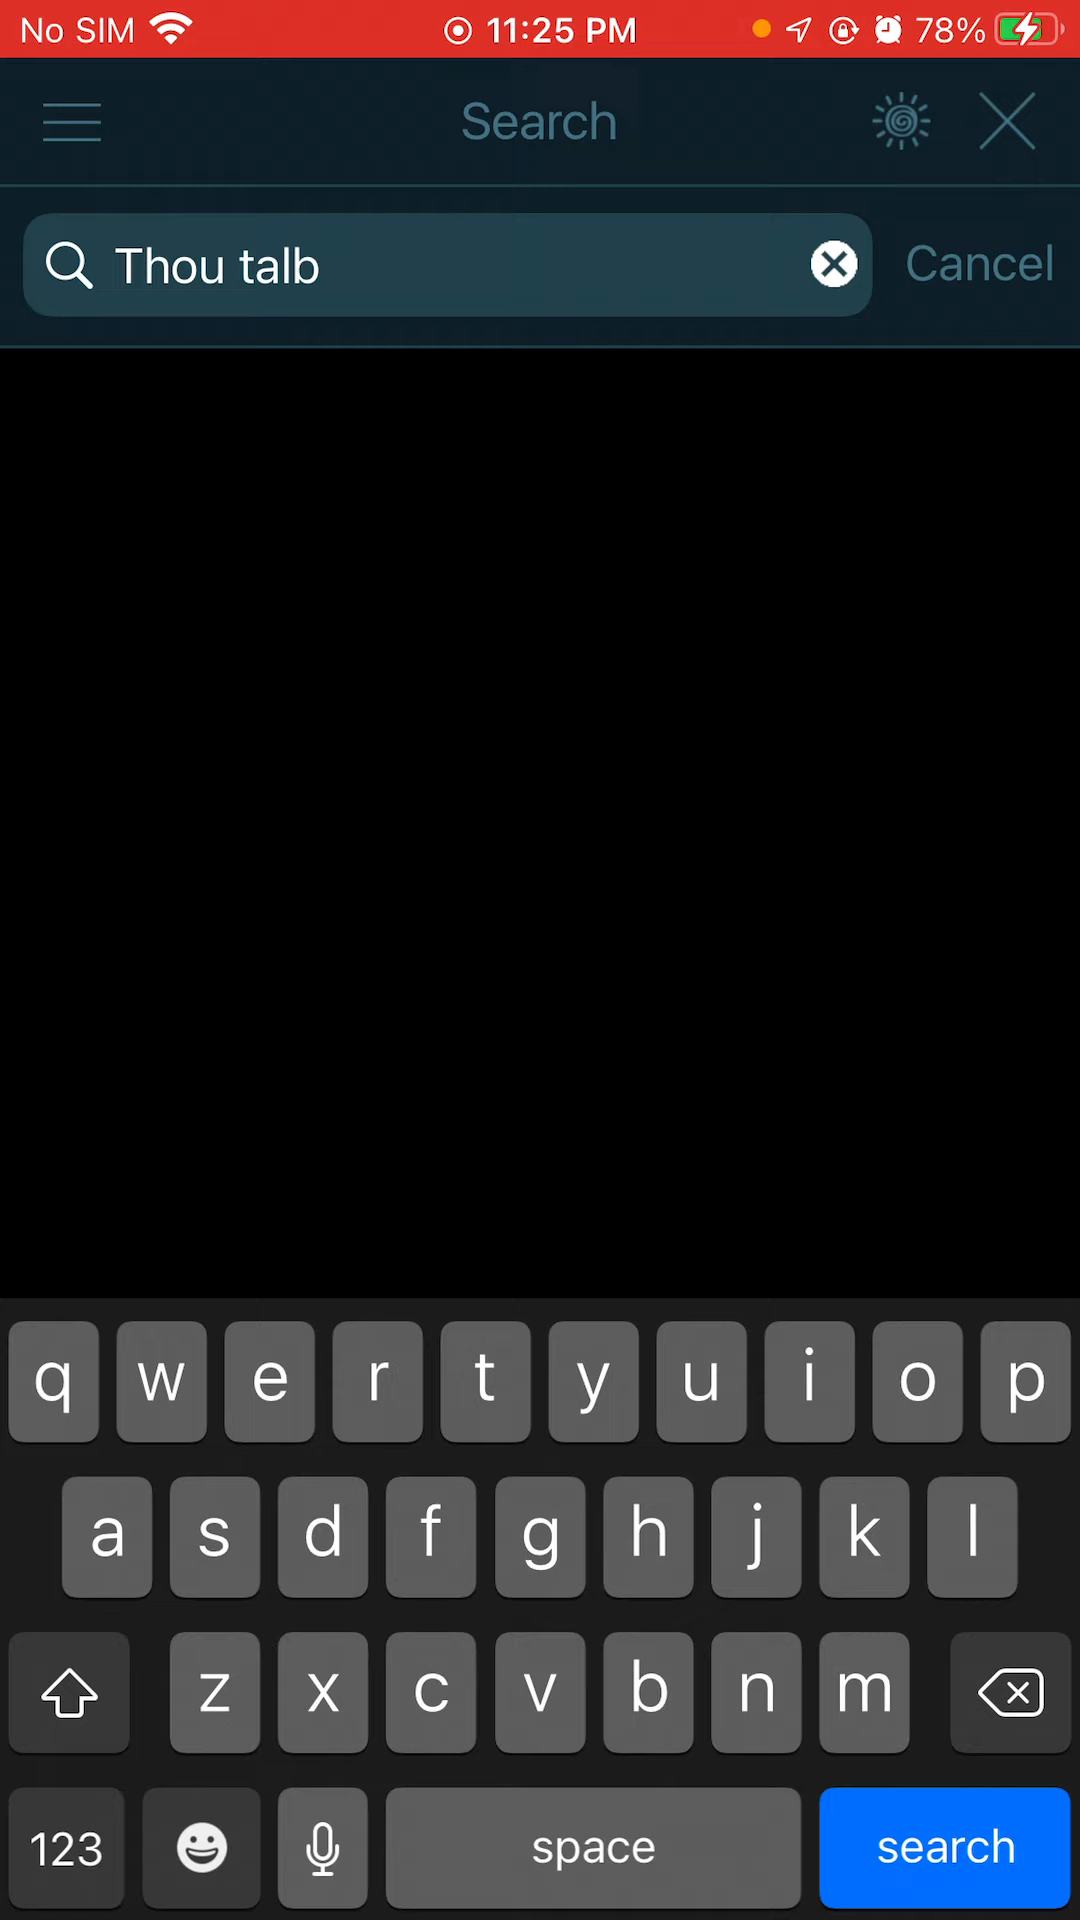 No SIM 11:25 PM 78%
Search
Thou talb Cancel
q w e r t y u i o p
a s d f g h j k l
z x c v b n m
123 space search